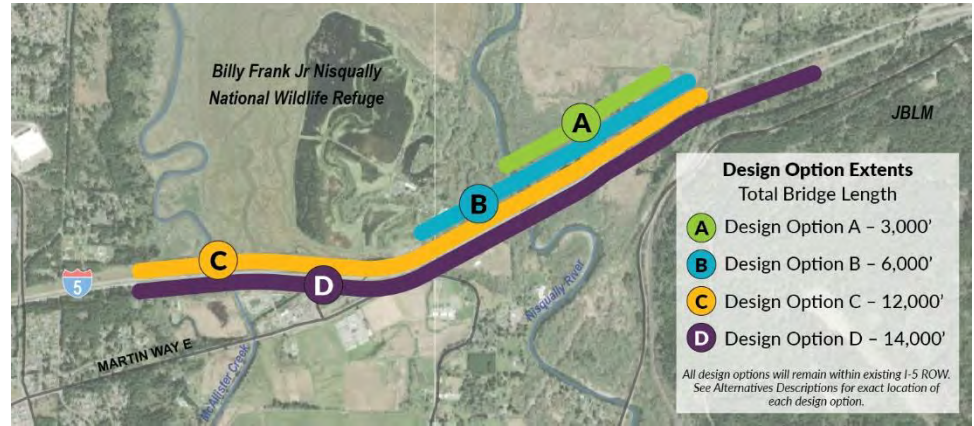 Billy Frank Jr Nisqually
National Wildlife Refuge
A
JBLM
B
C
D
5
MARTIN WAY E
McAllister Creek
Nisqually River
Design Option Extents
Total Bridge Length
A Design Option A – 3,000’
B Design Option B – 6,000’
C Design Option C – 12,000’
D Design Option D – 14,000’
All design options will remain within existing I-5 ROW.
See Alternatives Descriptions for exact location of
each design option.